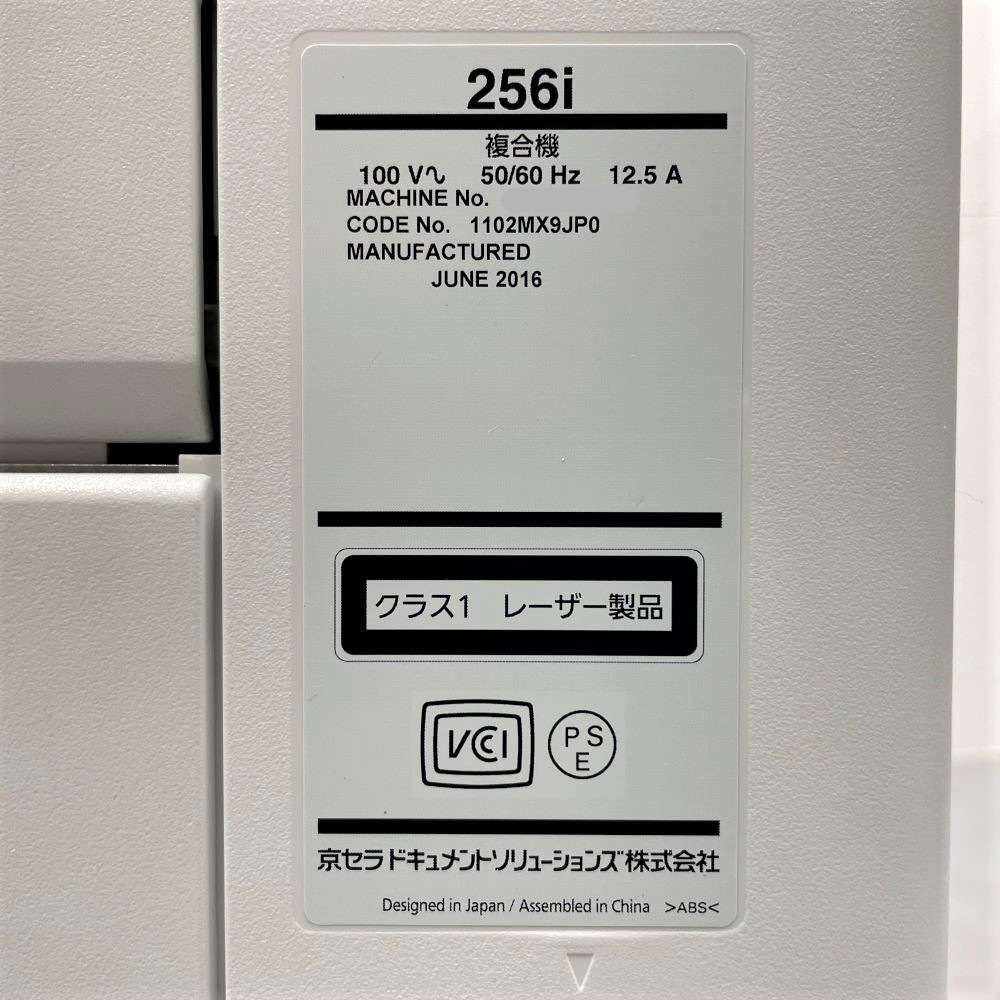 256i
複合機
100 V∿ 50/60 Hz 12.5 A
MACHINE No.
CODE No. 1102MX9JP0
MANUFACTURED
JUNE 2016
クラス1 レーザー製品
VCCI
PSE
京セラドキュメントソリューションズ株式会社
Designed in Japan / Assembled in China >ABS<